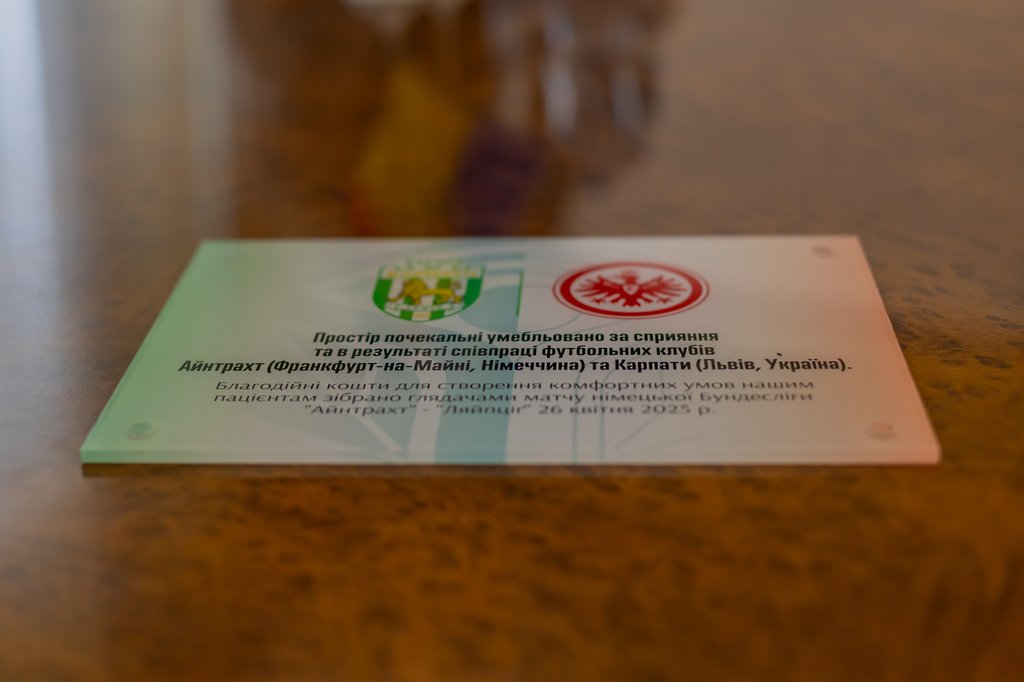 Простір почекальні умебльовано за сприяння
та в результаті співпраці футбольних клубів
Айнтрахт (Франкфурт-на-Майні, Німеччина) та Карпати (Львів, Україна).
Благодійні кошти для створення комфортних умов нашим
пацієнтам зібрано глядачами матчу німецької Бундесліги
"Айнтрахт" - "Ляйпціґ" 26 квітня 2025 р.